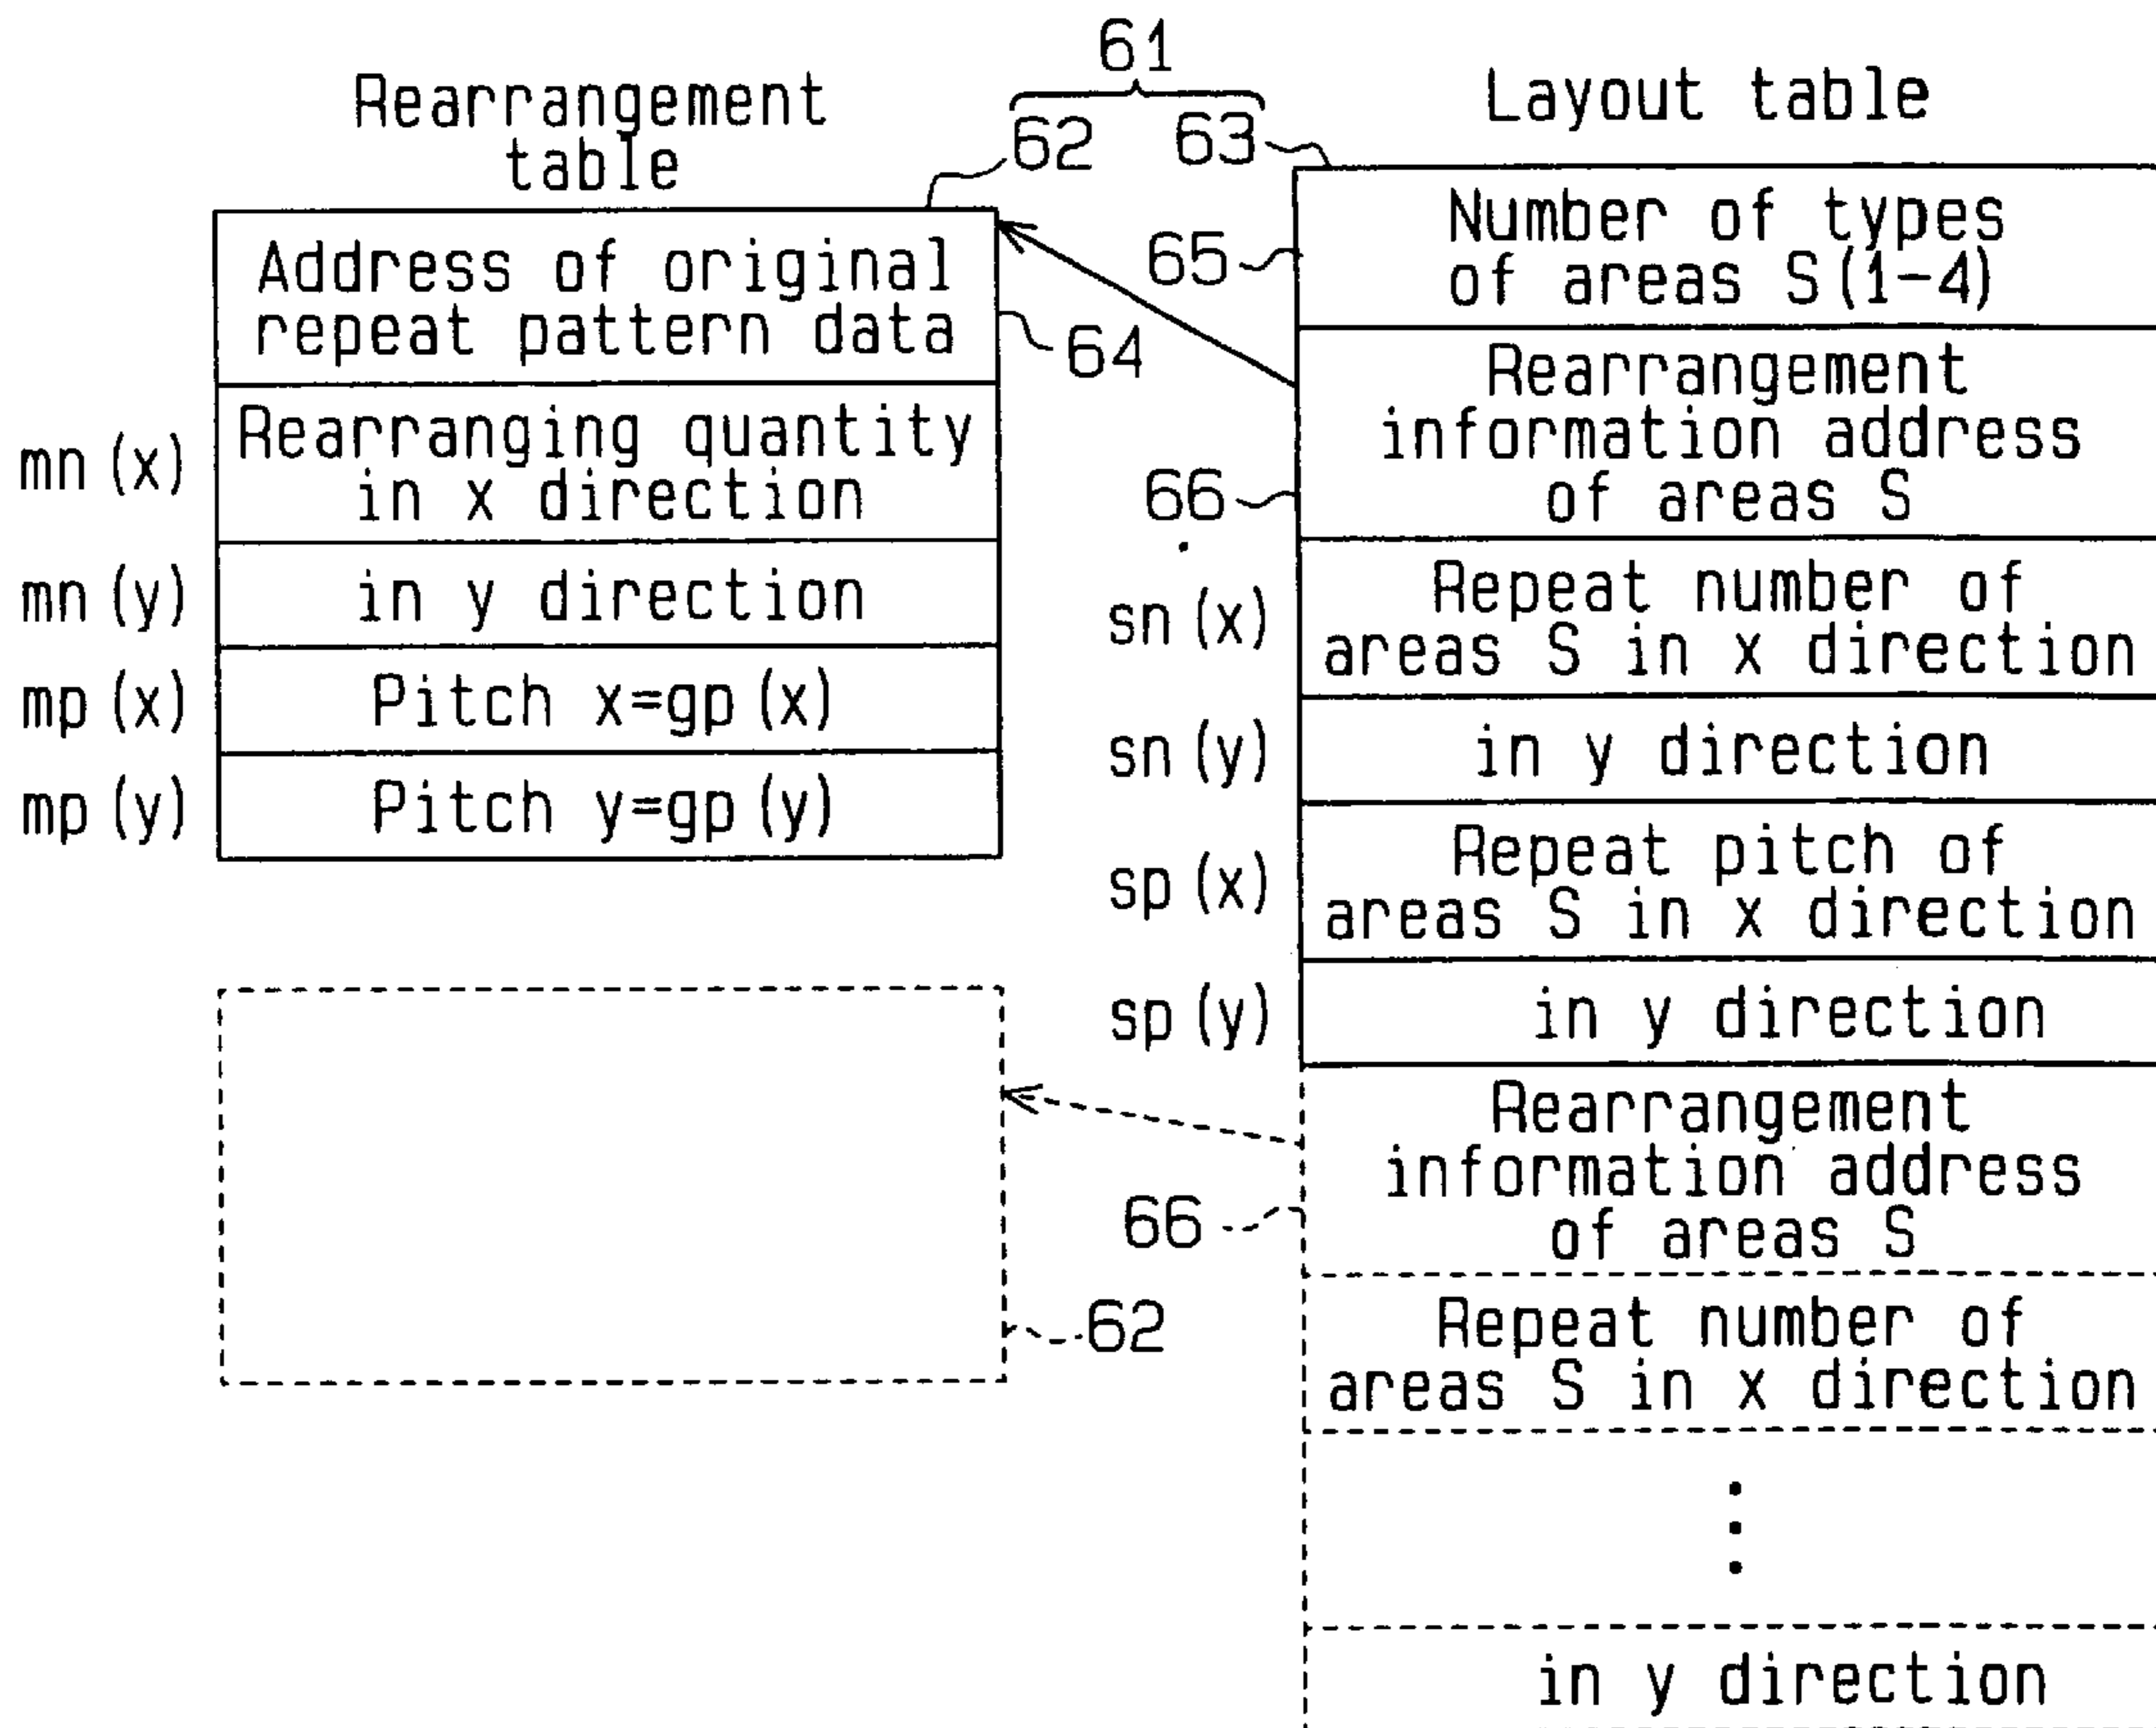 61
Rearrangement
table
62
63
Layout table
Address of original
repeat pattern data
64
mn (x)
Rearranging quantity
in x direction
mn (y)
in y direction
mp (x)
Pitch x=gp (x)
mp (y)
Pitch y=gp (y)
65
Number of types
of areas S(1-4)
66
Rearrangement
information address
of areas S
sn (x)
Repeat number of
areas S in x direction
sn (y)
in y direction
sp (x)
Repeat pitch of
areas S in x direction
sp (y)
in y direction
62
66
Rearrangement
information address
of areas S
Repeat number of
areas S in x direction
in y direction